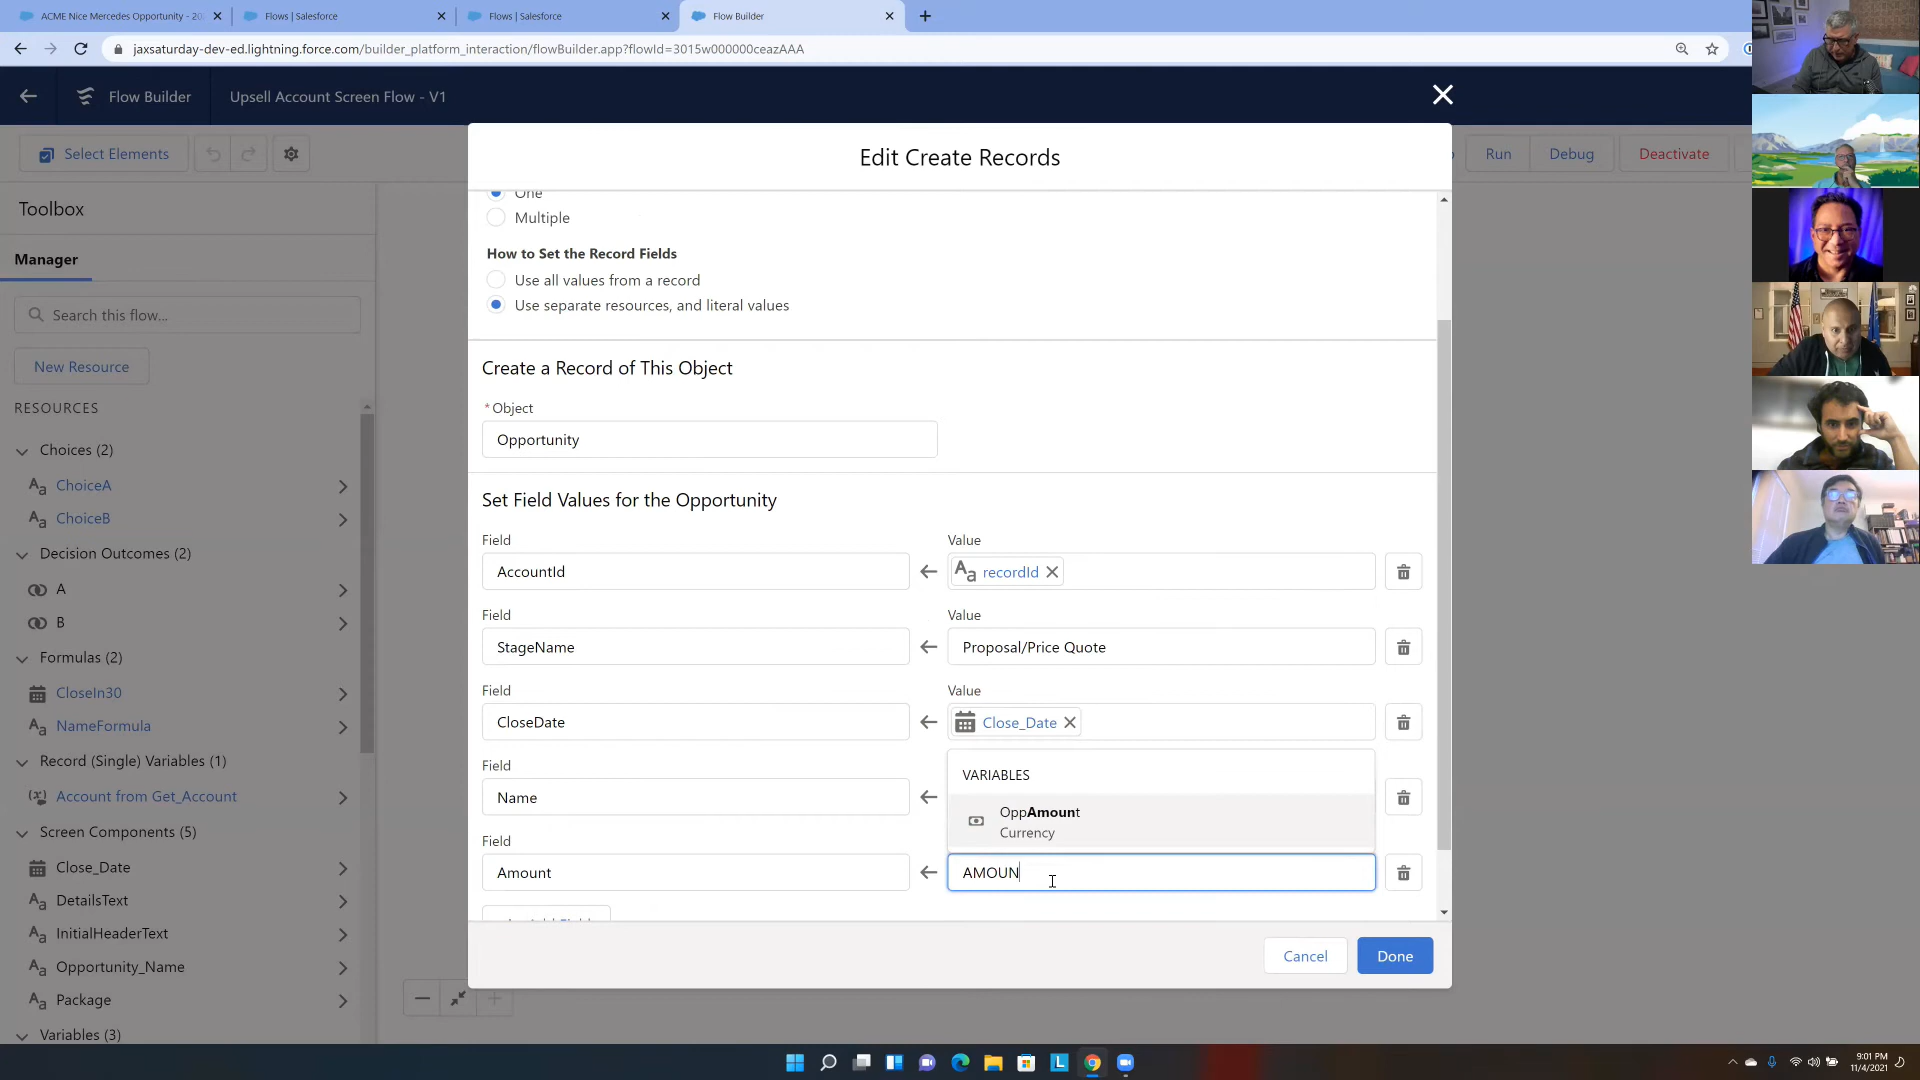 ACME Nice Mercedes Opportunity - 20
Flows | Salesforce
Flows | Salesforce
Flow Builder
jaxsaturday-dev-ed.lightning.force.com/builder_platform_interaction/flowBuilder.app?flowId=3015w000000ceazAAA
Flow Builder
Upsell Account Screen Flow - V1
Select Elements
Run
Debug
Deactivate
Toolbox
Manager
Search this flow...
New Resource
RESOURCES
Choices (2)
ChoiceA
ChoiceB
Decision Outcomes (2)
A
B
Formulas (2)
CloseIn30
NameFormula
Record (Single) Variables (1)
Account from Get_Account
Screen Components (5)
Close_Date
DetailsText
InitialHeaderText
Opportunity_Name
Package
Variables (3)
Edit Create Records
One
Multiple
How to Set the Record Fields
Use all values from a record
Use separate resources, and literal values
Create a Record of This Object
*Object
Opportunity
Set Field Values for the Opportunity
Field
Value
AccountId
recordId
Field
Value
StageName
Proposal/Price Quote
Field
Value
CloseDate
Close_Date
Field
Name
VARIABLES
OppAmount
Currency
Field
Amount
AMOUN
Cancel
Done
9:01 PM
11/4/2021